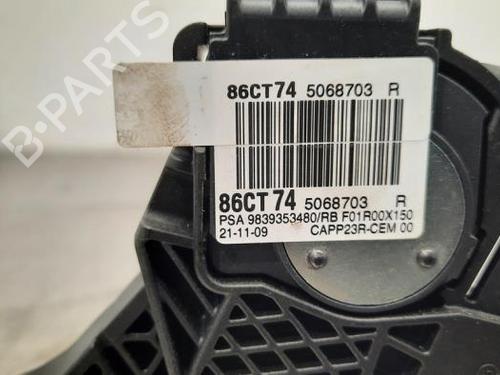 B-PARTS
86CT74 5068703 R
86CT74 5068703 R
PSA 9839353480/RB F01R00X150
21-11-09 CAPP23R-CEM 00